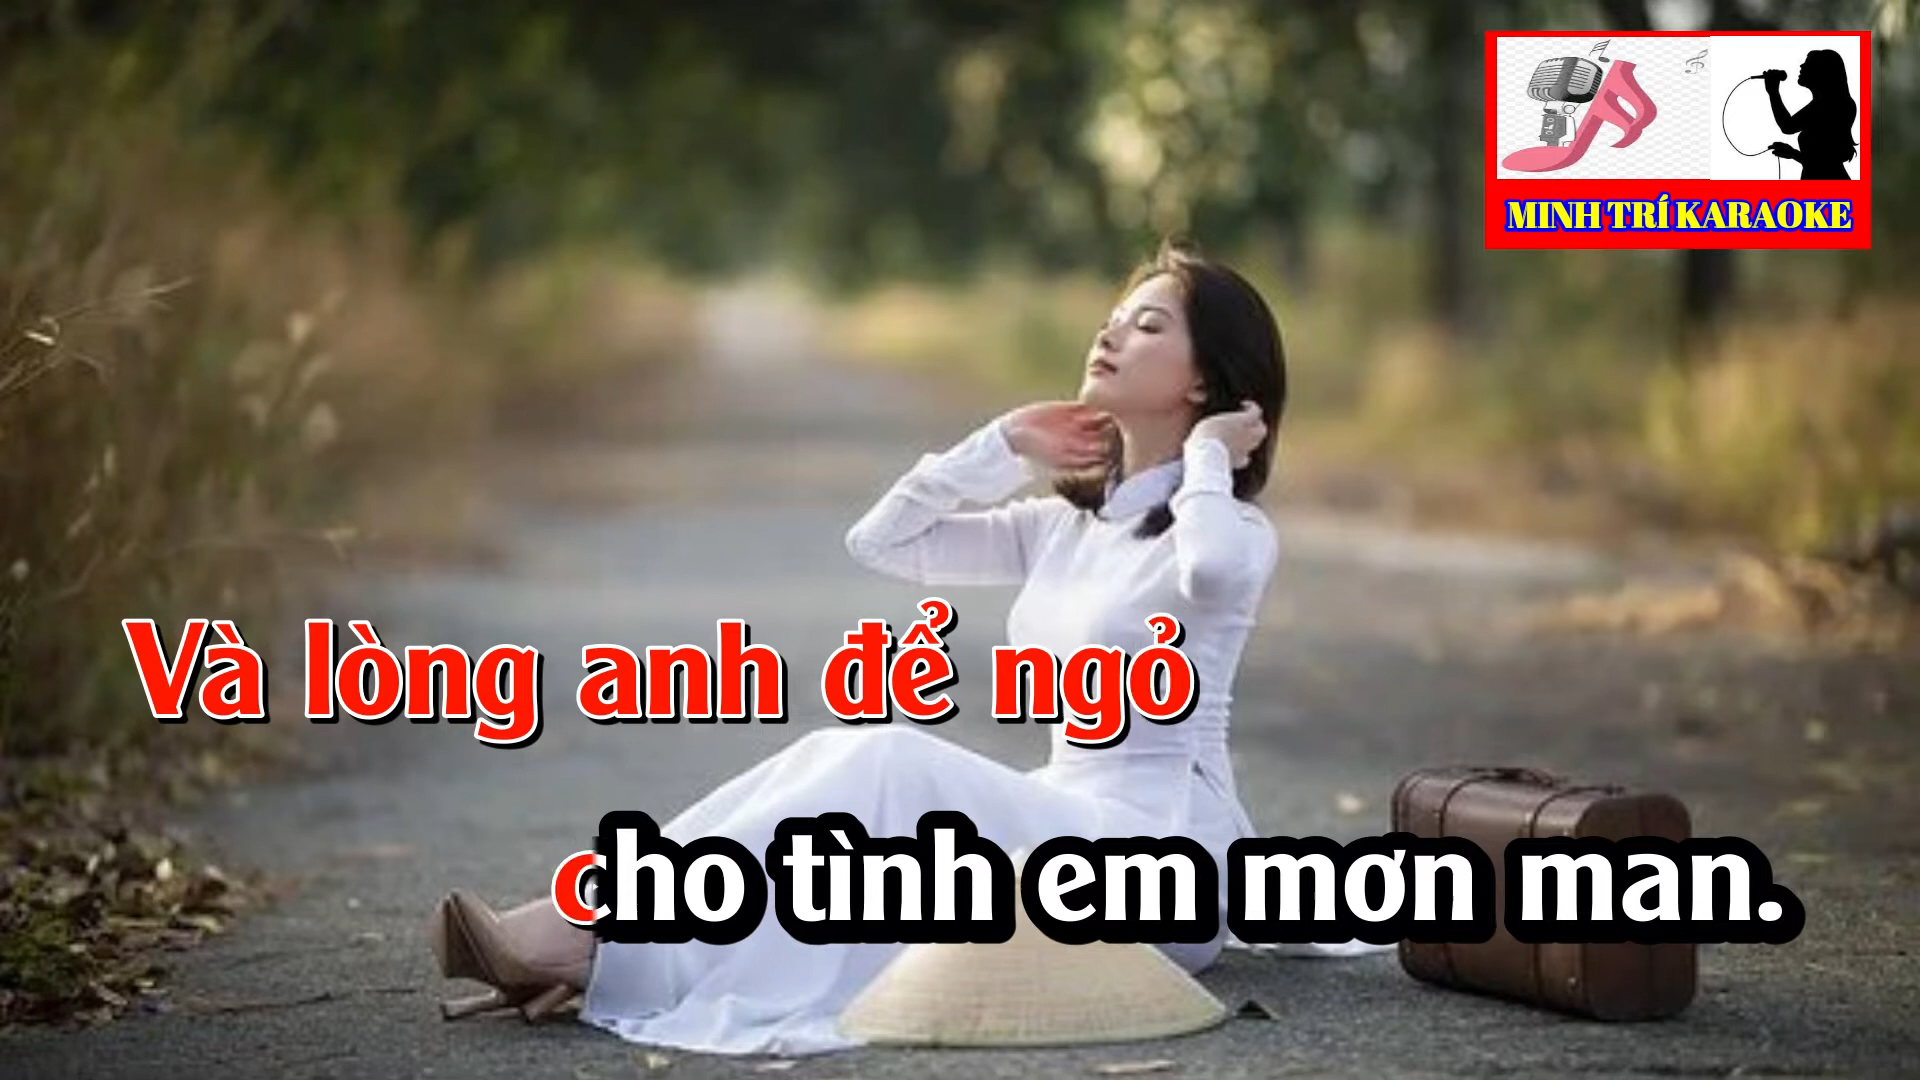 MINH TRÍ KARAOKE
Và lòng anh để ngỏ
cho tình em mơn man.